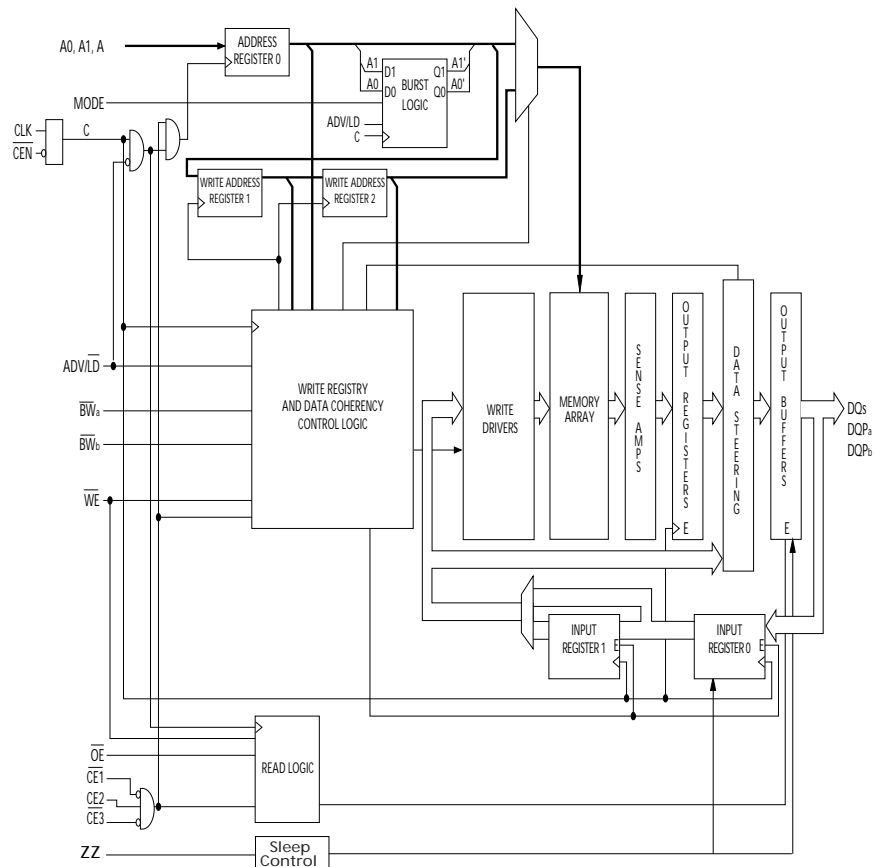 A0, A1, A
ADDRESS
REGISTER 0
A1
A0
D1
D0
BURST
LOGIC
Q1
Q0
A1'
A0'
MODE
ADV/LD
C
CLK
CEN
C
WRITE ADDRESS
REGISTER 1
WRITE ADDRESS
REGISTER 2
ADV/LD
BWa
BWb
WE
WRITE REGISTRY
AND DATA COHERENCY
CONTROL LOGIC
WRITE
DRIVERS
MEMORY
ARRAY
SENSE AMPS
OUTPUT REGISTERS
E
DATA STEERING
OUTPUT BUFFERS
E
DQs
DQPa
DQPb
INPUT
REGISTER 1
E
INPUT
REGISTER 0
E
OE
CE1
CE2
CE3
READ LOGIC
ZZ
Sleep
Control